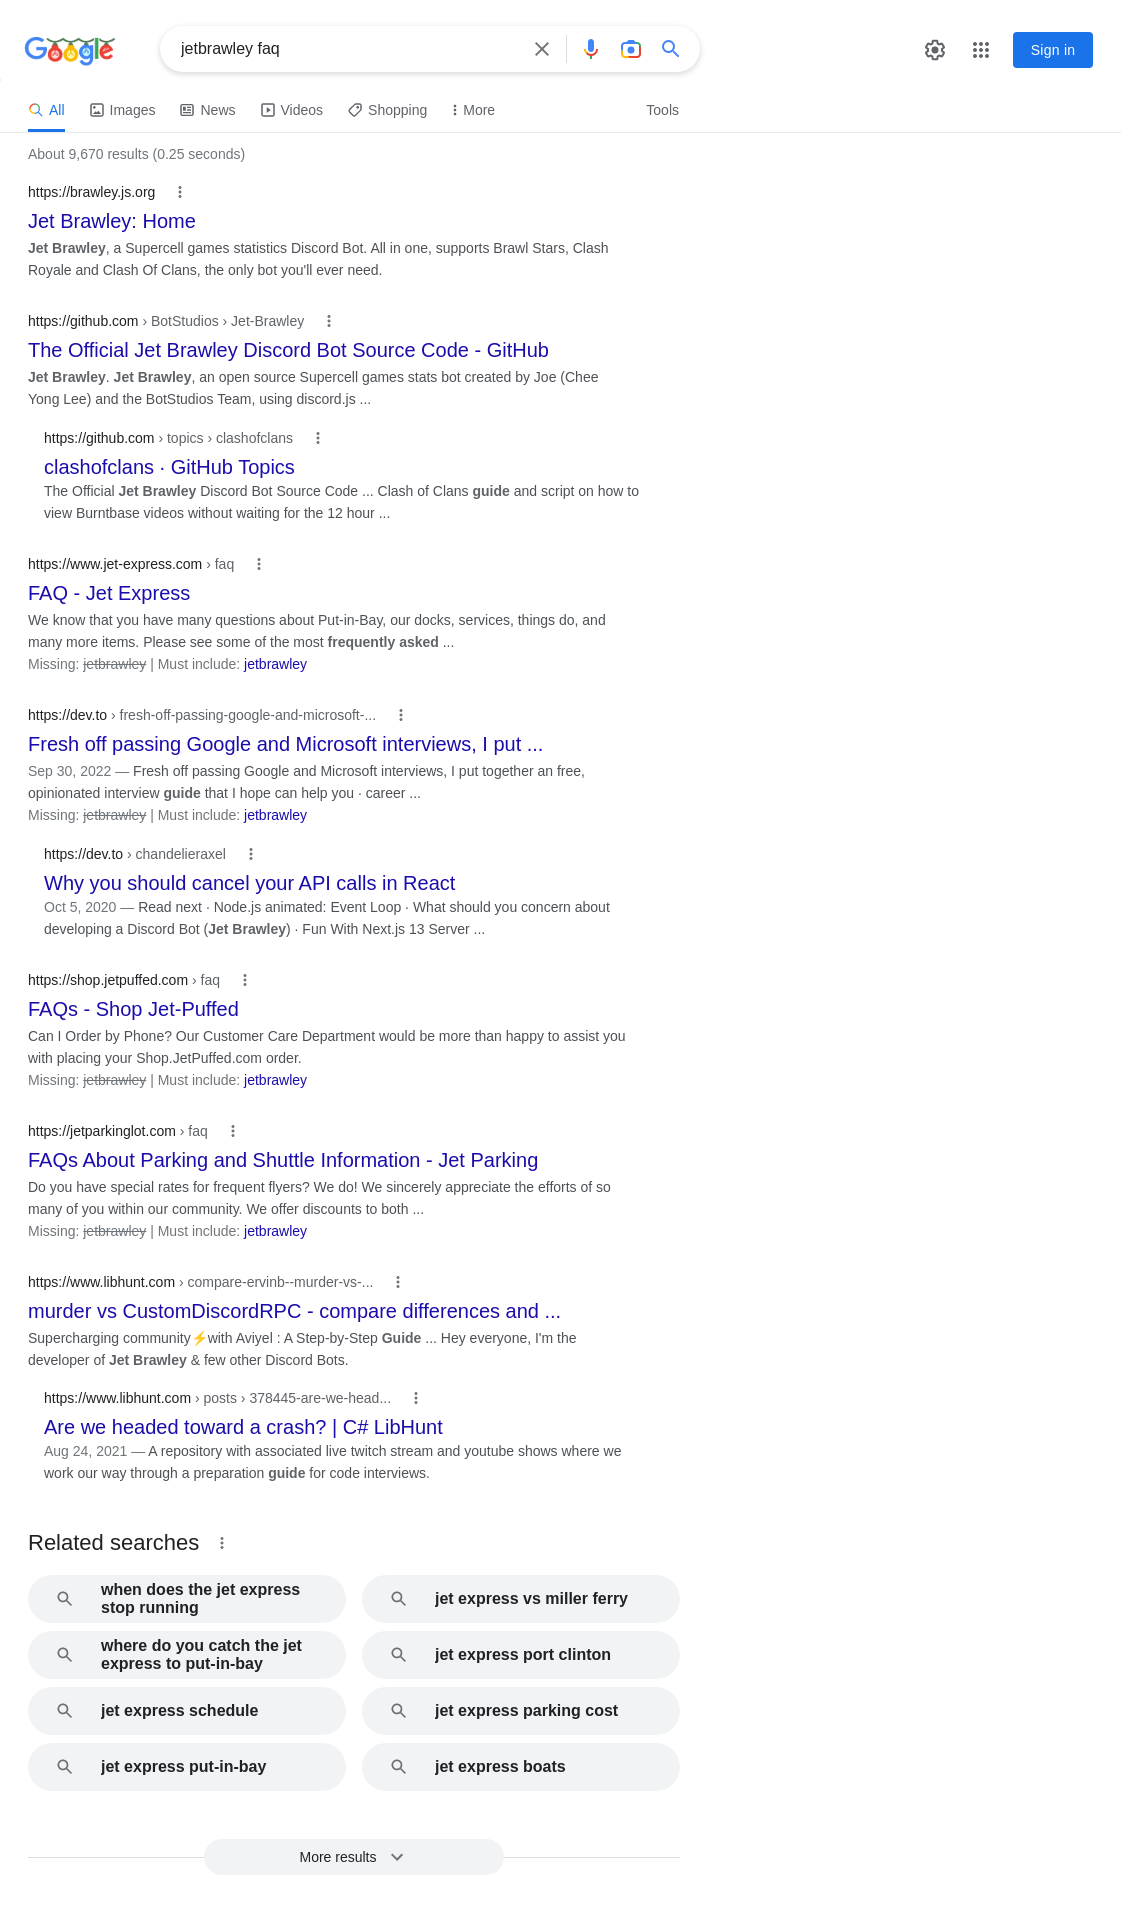 Google
jetbrawley faq
Sign in
All
Images
News
Videos
Shopping
More
Tools
About 9,670 results (0.25 seconds)
https://brawley.js.org
Jet Brawley: Home
Jet Brawley, a Supercell games statistics Discord Bot. All in one, supports Brawl Stars, Clash
Royale and Clash Of Clans, the only bot you'll ever need.
https://github.com › BotStudios › Jet-Brawley
The Official Jet Brawley Discord Bot Source Code - GitHub
Jet Brawley. Jet Brawley, an open source Supercell games stats bot created by Joe (Chee
Yong Lee) and the BotStudios Team, using discord.js ...
https://github.com › topics › clashofclans
clashofclans · GitHub Topics
The Official Jet Brawley Discord Bot Source Code ... Clash of Clans guide and script on how to
view Burntbase videos without waiting for the 12 hour ...
https://www.jet-express.com › faq
FAQ - Jet Express
We know that you have many questions about Put-in-Bay, our docks, services, things do, and
many more items. Please see some of the most frequently asked ...
Missing: jetbrawley | Must include: jetbrawley
https://dev.to › fresh-off-passing-google-and-microsoft-...
Fresh off passing Google and Microsoft interviews, I put ...
Sep 30, 2022 — Fresh off passing Google and Microsoft interviews, I put together an free,
opinionated interview guide that I hope can help you · career ...
Missing: jetbrawley | Must include: jetbrawley
https://dev.to › chandelieraxel
Why you should cancel your API calls in React
Oct 5, 2020 — Read next · Node.js animated: Event Loop · What should you concern about
developing a Discord Bot (Jet Brawley) · Fun With Next.js 13 Server ...
https://shop.jetpuffed.com › faq
FAQs - Shop Jet-Puffed
Can I Order by Phone? Our Customer Care Department would be more than happy to assist you
with placing your Shop.JetPuffed.com order.
Missing: jetbrawley | Must include: jetbrawley
https://jetparkinglot.com › faq
FAQs About Parking and Shuttle Information - Jet Parking
Do you have special rates for frequent flyers? We do! We sincerely appreciate the efforts of so
many of you within our community. We offer discounts to both ...
Missing: jetbrawley | Must include: jetbrawley
https://www.libhunt.com › compare-ervinb--murder-vs-...
murder vs CustomDiscordRPC - compare differences and ...
Supercharging community⚡with Aviyel : A Step-by-Step Guide ... Hey everyone, I'm the
developer of Jet Brawley & few other Discord Bots.
https://www.libhunt.com › posts › 378445-are-we-head...
Are we headed toward a crash? | C# LibHunt
Aug 24, 2021 — A repository with associated live twitch stream and youtube shows where we
work our way through a preparation guide for code interviews.
Related searches
when does the jet express
stop running
jet express vs miller ferry
where do you catch the jet
express to put-in-bay
jet express port clinton
jet express schedule
jet express parking cost
jet express put-in-bay
jet express boats
More results